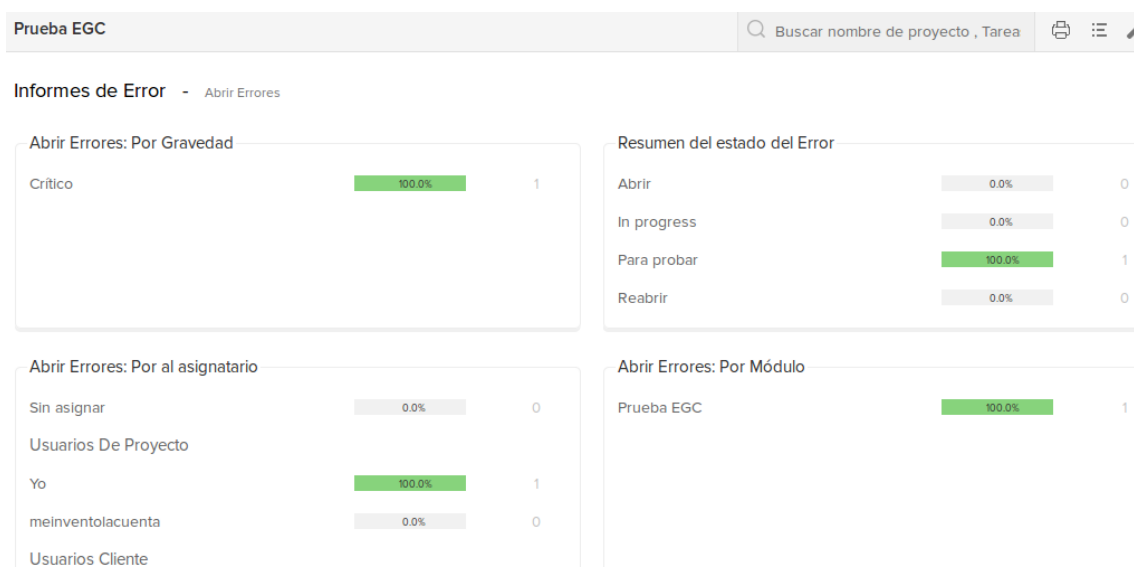 Prueba EGC
Buscar nombre de proyecto , Tarea
Informes de Error - Abrir Errores
Abrir Errores: Por Gravedad
Crítico 100.0% 1
Resumen del estado del Error
Abrir 0.0% 0
In progress 0.0% 0
Para probar 100.0% 1
Reabrir 0.0% 0
Abrir Errores: Por al asignatario
Sin asignar 0.0% 0
Usuarios De Proyecto
Yo 100.0% 1
meinventolacuenta 0.0% 0
Usuarios Cliente
Abrir Errores: Por Módulo
Prueba EGC 100.0% 1